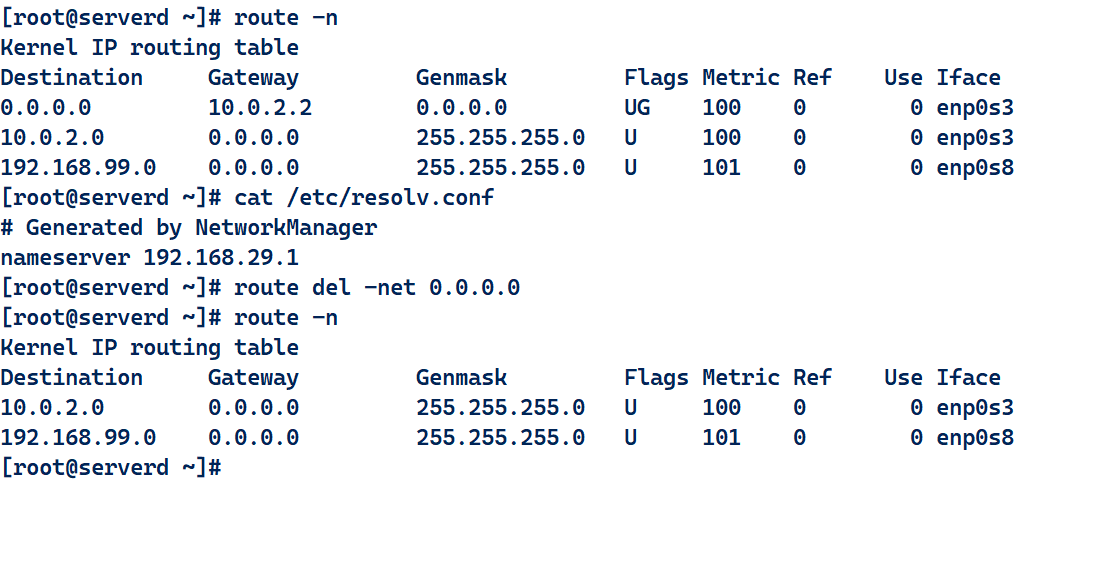 [root@serverd ~]# route -n
Kernel IP routing table
Destination     Gateway         Genmask         Flags Metric Ref    Use Iface
0.0.0.0         10.0.2.2        0.0.0.0         UG    100    0        0 enp0s3
10.0.2.0        0.0.0.0         255.255.255.0   U     100    0        0 enp0s3
192.168.99.0    0.0.0.0         255.255.255.0   U     101    0        0 enp0s8
[root@serverd ~]# cat /etc/resolv.conf
# Generated by NetworkManager
nameserver 192.168.29.1
[root@serverd ~]# route del -net 0.0.0.0
[root@serverd ~]# route -n
Kernel IP routing table
Destination     Gateway         Genmask         Flags Metric Ref    Use Iface
10.0.2.0        0.0.0.0         255.255.255.0   U     100    0        0 enp0s3
192.168.99.0    0.0.0.0         255.255.255.0   U     101    0        0 enp0s8
[root@serverd ~]#